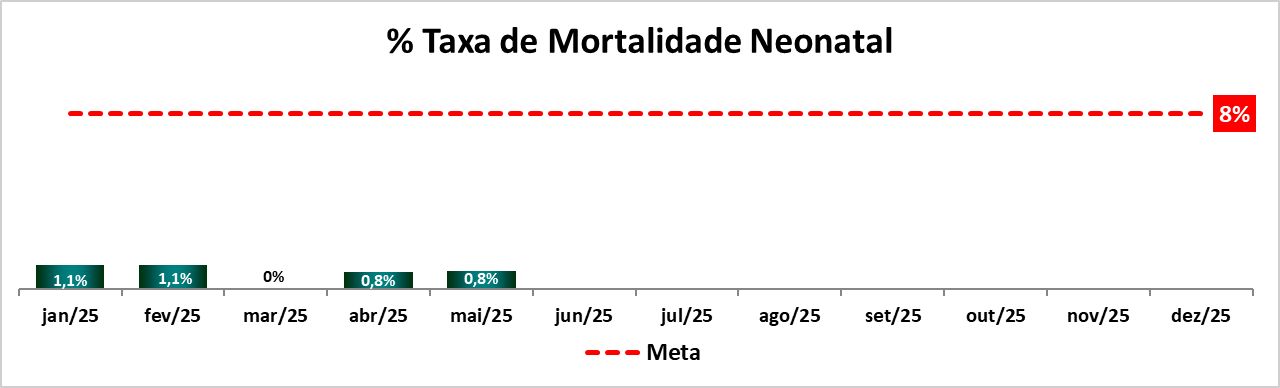 % Taxa de Mortalidade Neonatal
8%
1,1% 1,1% 0% 0,8% 0,8%
jan/25 fev/25 mar/25 abr/25 mai/25 jun/25 jul/25 ago/25 set/25 out/25 nov/25 dez/25
Meta